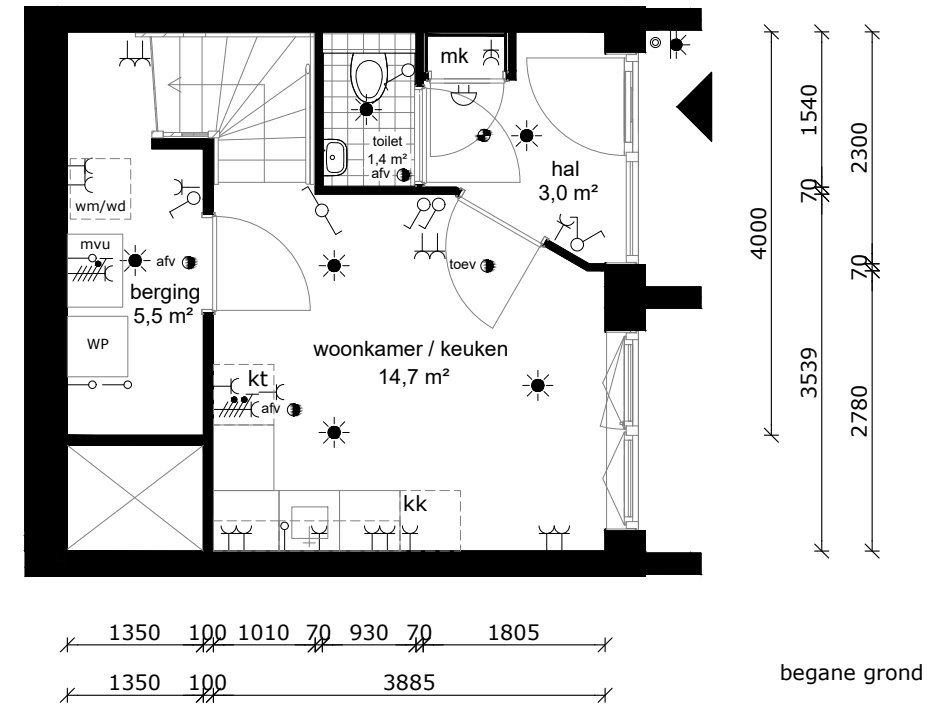 mk
toilet
1,4 m²
afv
hal
3,0 m²
wm/wd
mvu
afv
toev
berging
5,5 m²
WP
woonkamer / keuken
14,7 m²
kt
afv
kk
1540
70
3539
4000
2300
70
2780
1350 100 1010 70 930 70 1805
1350 100 3885
begane grond